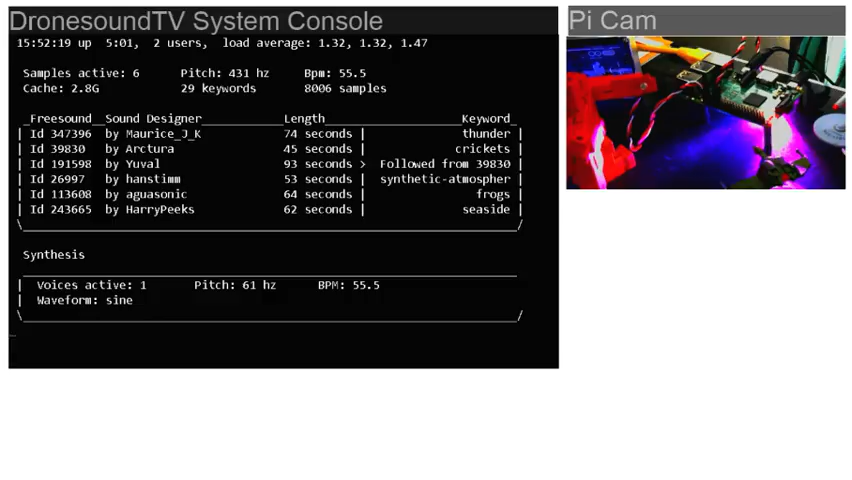 DronesoundTV System Console
Pi Cam
15:52:19 up  5:01,  2 users,  load average: 1.32, 1.32, 1.47
Samples active: 6      Pitch: 431 hz      Bpm: 55.5
Cache: 2.8G            29 keywords        8006 samples
_Freesound__Sound Designer____________Length____________________Keyword_
| Id 347396  by Maurice_J_K            74 seconds |              thunder |
| Id 39830   by Arctura                45 seconds |             crickets |
| Id 191598  by Yuval                  93 seconds >  Followed from 39830 |
| Id 26997   by hanstimm               53 seconds |  synthetic-atmospher |
| Id 113608  by aguasonic              64 seconds |                frogs |
| Id 243665  by HarryPeeks             62 seconds |              seaside |
Synthesis
|  Voices active: 1       Pitch: 61 hz      BPM: 55.5
|  Waveform: sine